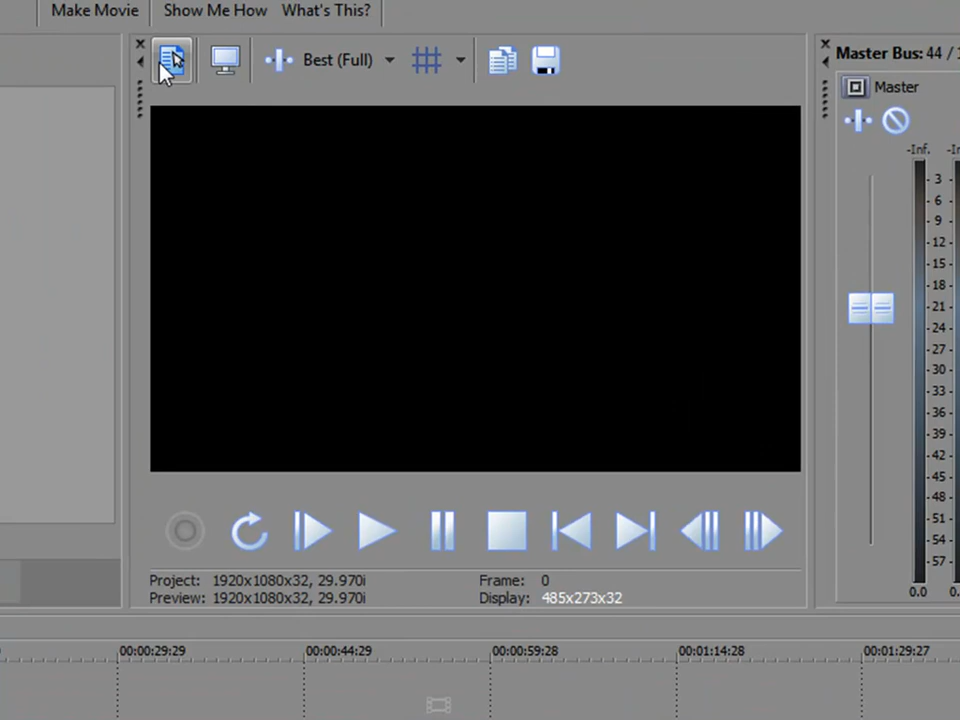 Make Movie
Show Me How
What's This?
Best (Full)
Master Bus: 44 /
Master
-Inf.
3
6
9
12
15
18
21
24
27
30
33
36
39
42
45
48
51
54
57
0.0
Project: 1920x1080x32, 29.970i
Preview: 1920x1080x32, 29.970i
Frame: 0
Display: 485x273x32
00:00:29:29
00:00:44:29
00:00:59:28
00:01:14:28
00:01:29:27